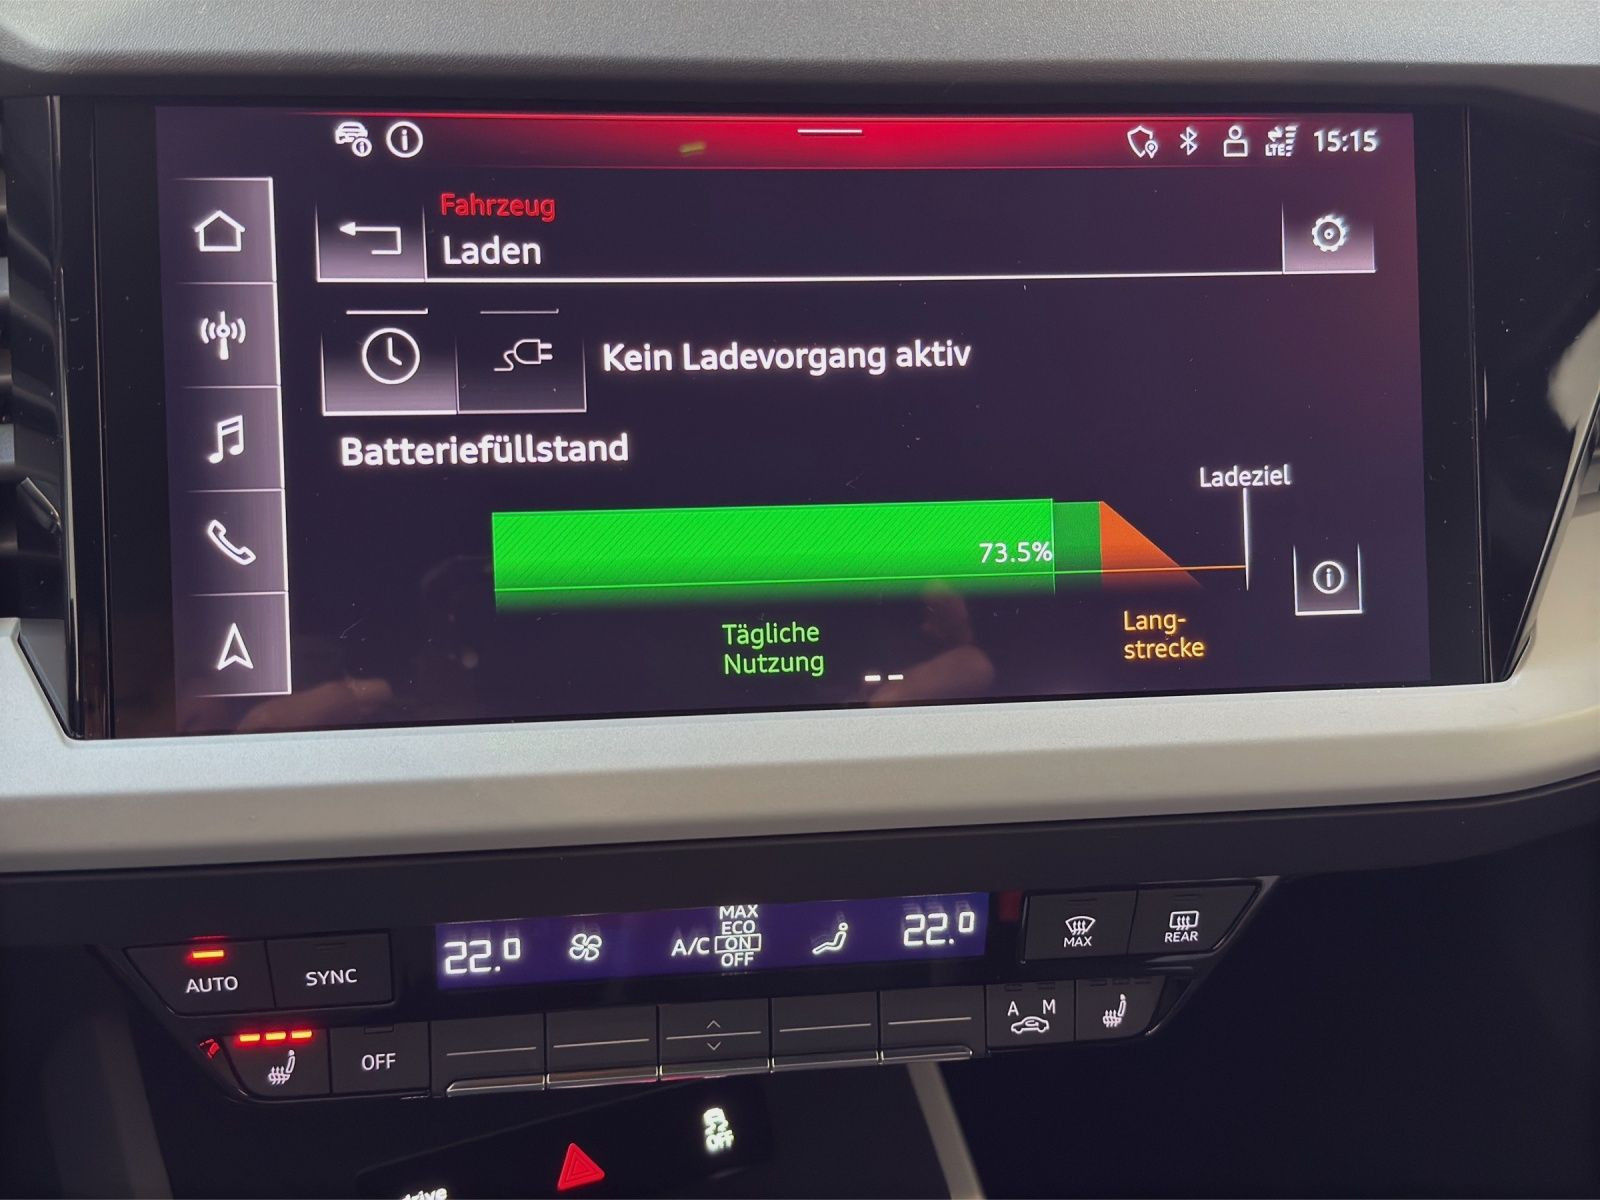 LTE 15:15
Fahrzeug
Laden
Kein Ladevorgang aktiv
Batteriefüllstand
Ladeziel
73.5%
Tägliche
Nutzung
Lang-
strecke
MAX
ECO
22.0 A/C ON 22.0
OFF
MAX REAR
AUTO SYNC
A M
OFF
OFF
drive